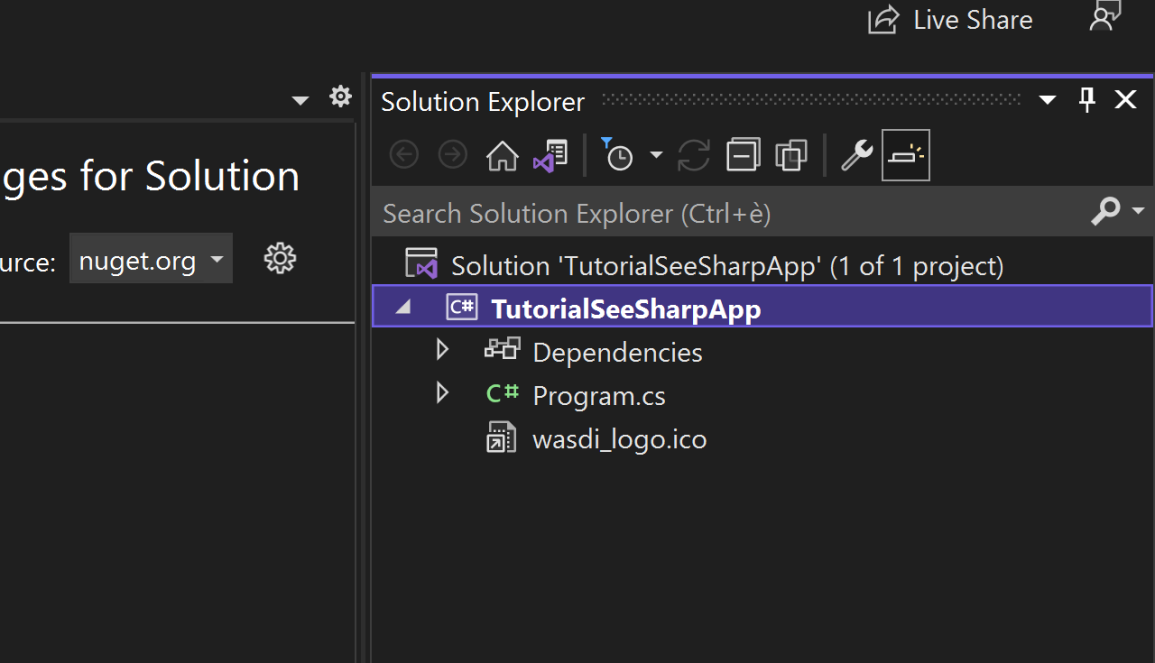 Live Share
Solution Explorer
ges for Solution
Search Solution Explorer (Ctrl+è)
urce: nuget.org
Solution 'TutorialSeeSharpApp' (1 of 1 project)
C# TutorialSeeSharpApp
Dependencies
C# Program.cs
wasdi_logo.ico